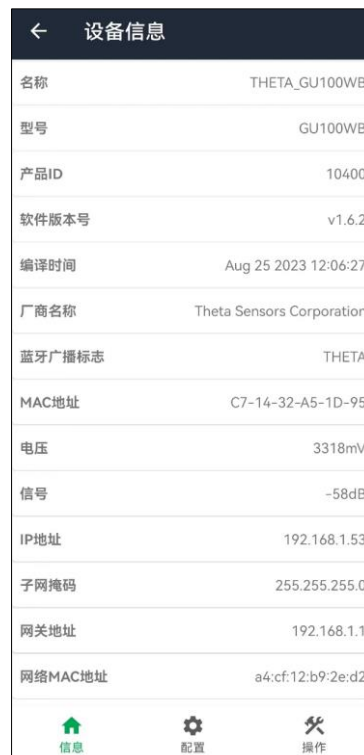 设备信息
名称 THETA_GU100WB
型号 GU100WB
产品ID 10400
软件版本号 v1.6.2
编译时间 Aug 25 2023 12:06:27
厂商名称 Theta Sensors Corporation
蓝牙广播标志 THETA
MAC地址 C7-14-32-A5-1D-95
电压 3318mV
信号 -58dB
IP地址 192.168.1.53
子网掩码 255.255.255.0
网关地址 192.168.1.1
网络MAC地址 a4:cf:12:b9:2e:d2
信息 配置 操作